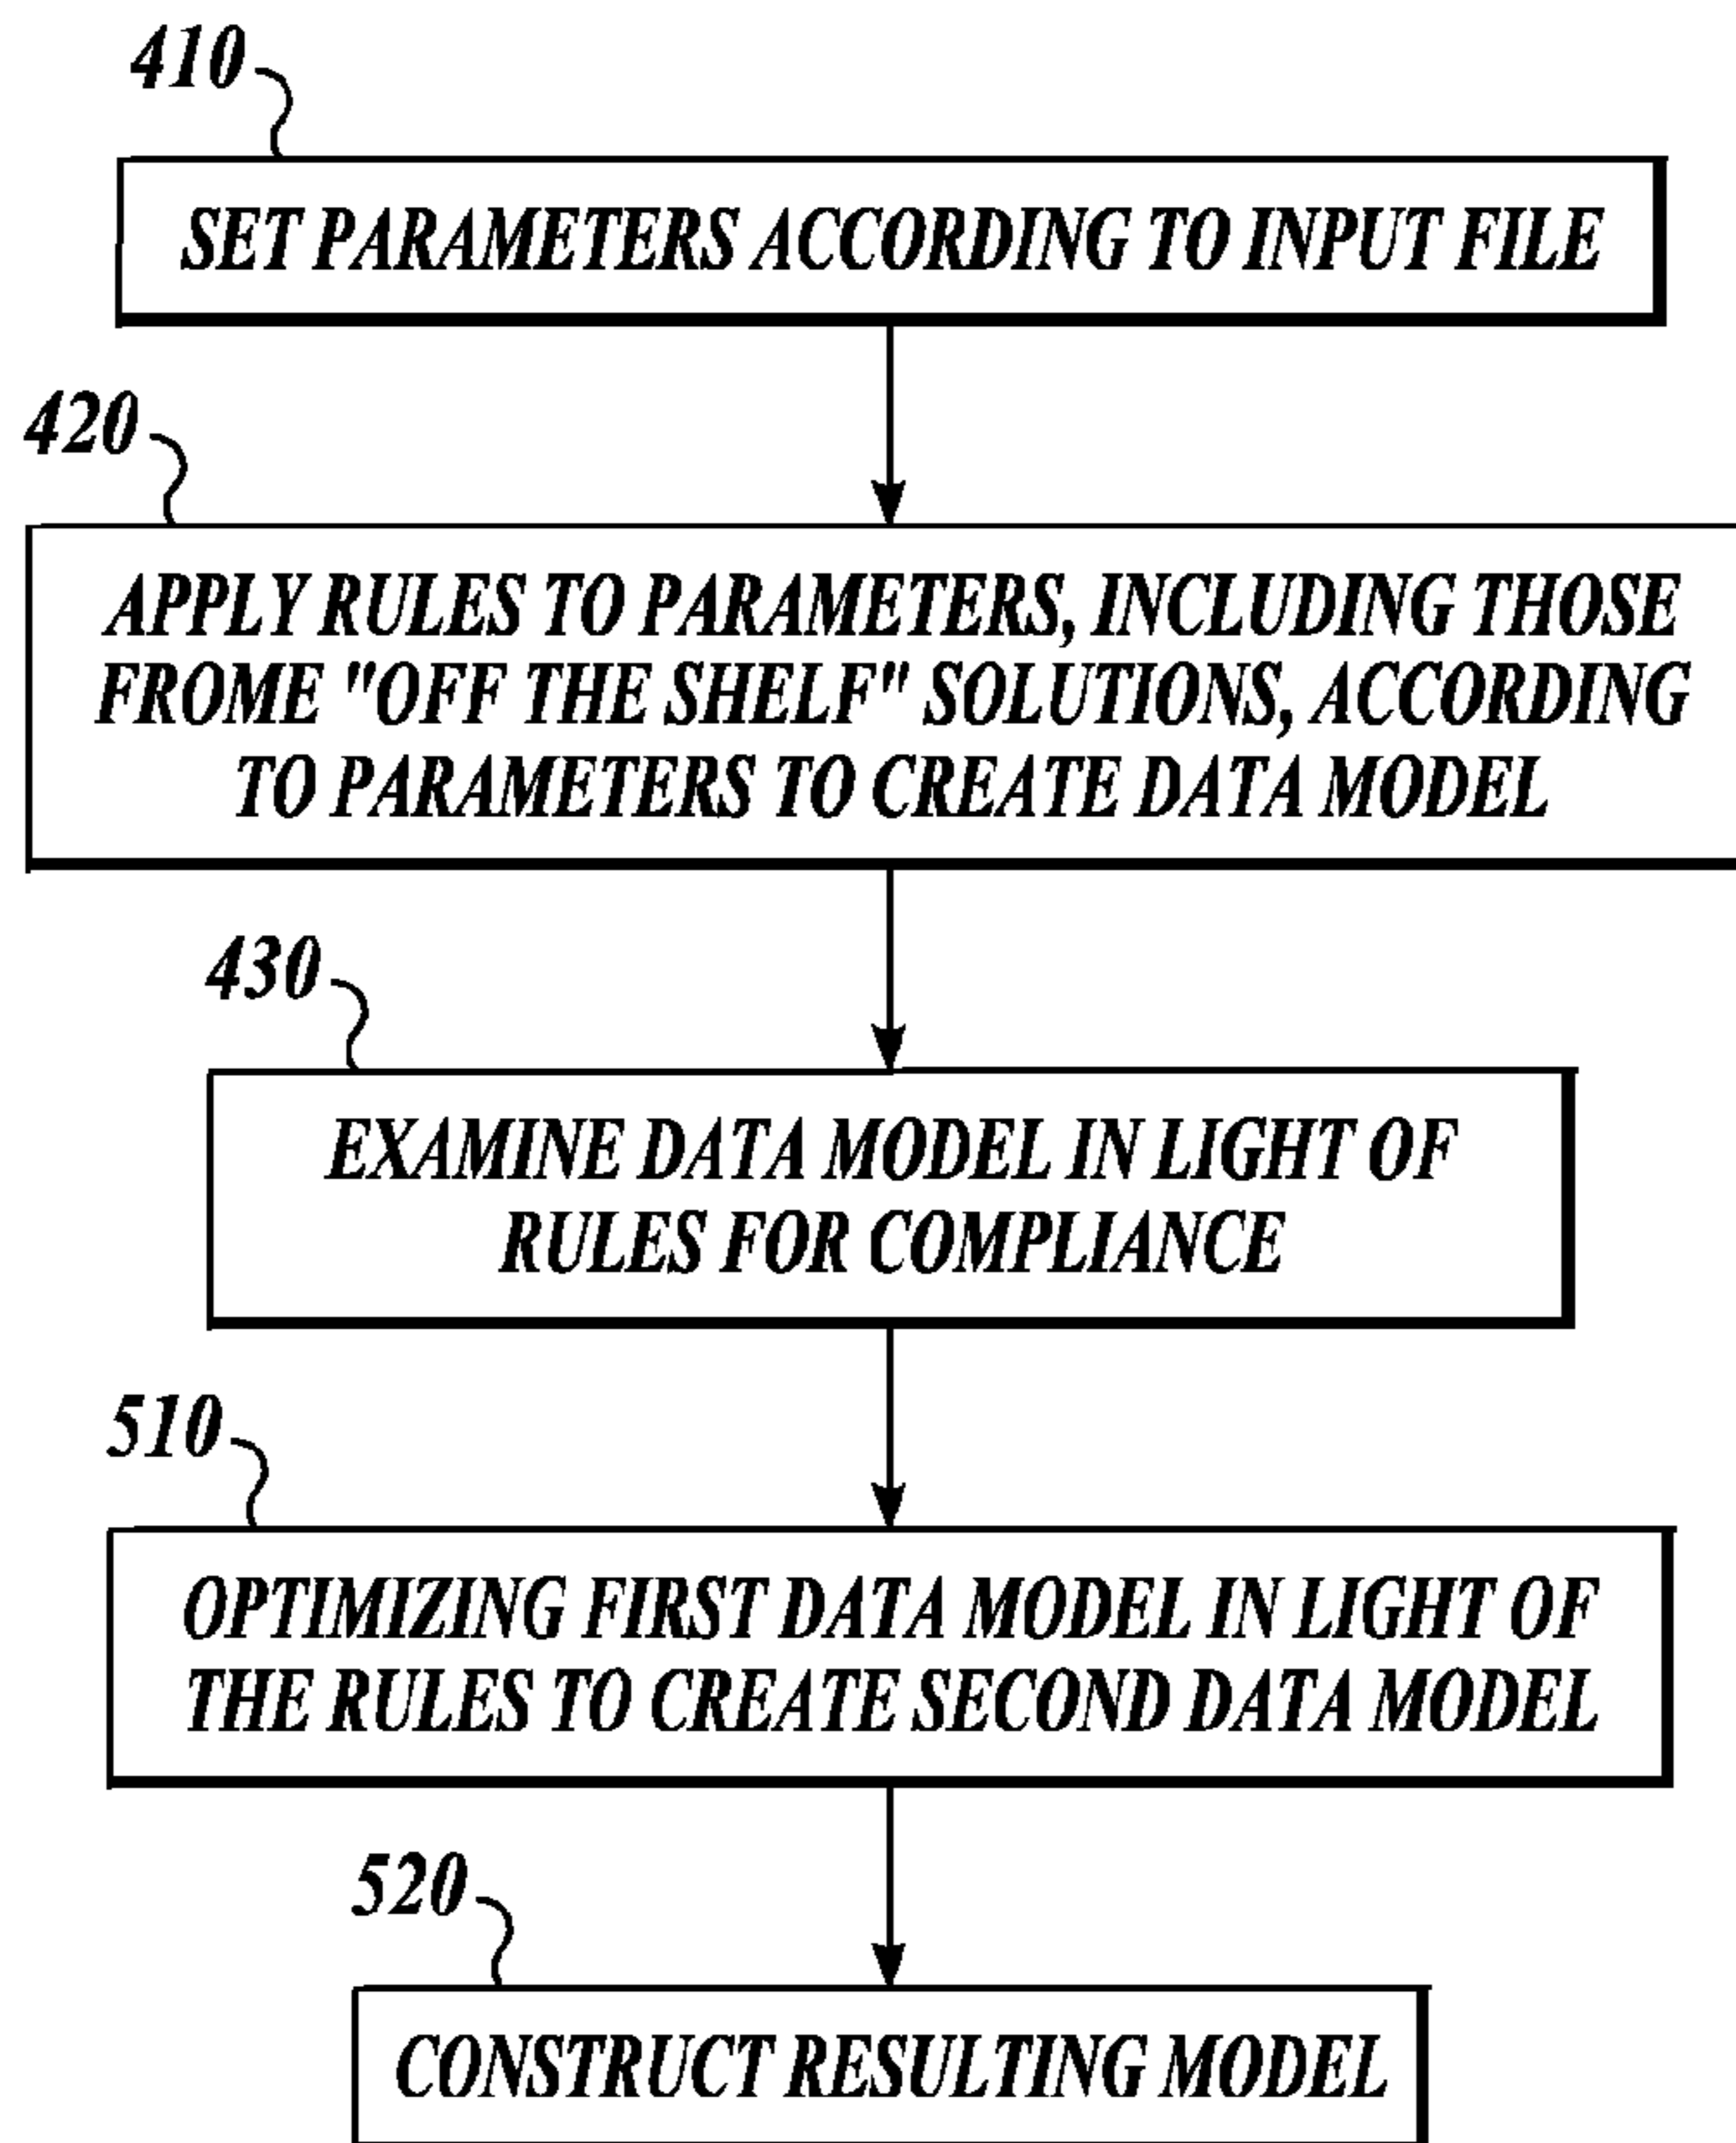 410
SET PARAMETERS ACCORDING TO INPUT FILE
420
APPLY RULES TO PARAMETERS, INCLUDING THOSE
FROME "OFF THE SHELF" SOLUTIONS, ACCORDING
TO PARAMETERS TO CREATE DATA MODEL
430
EXAMINE DATA MODEL IN LIGHT OF
RULES FOR COMPLIANCE
510
OPTIMIZING FIRST DATA MODEL IN LIGHT OF
THE RULES TO CREATE SECOND DATA MODEL
520
CONSTRUCT RESULTING MODEL